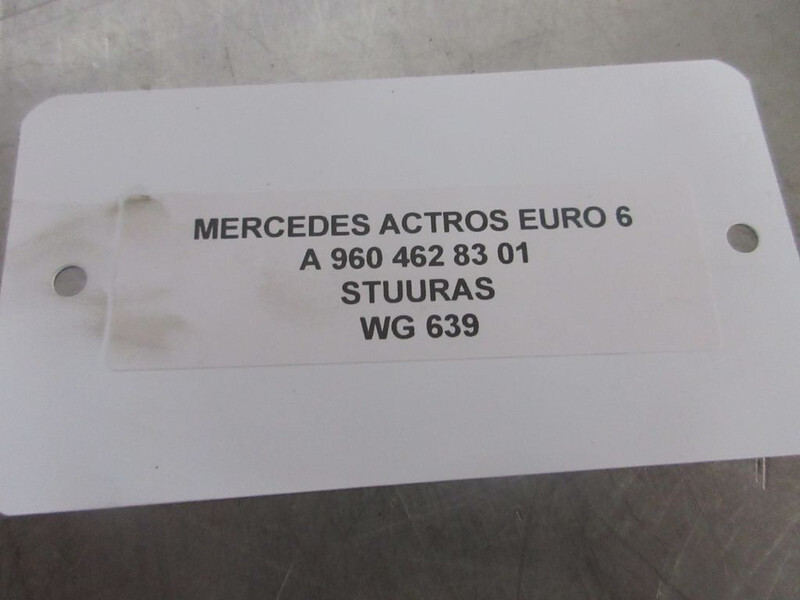 MERCEDES ACTROS EURO 6
A 960 462 83 01
STUURAS
WG 639